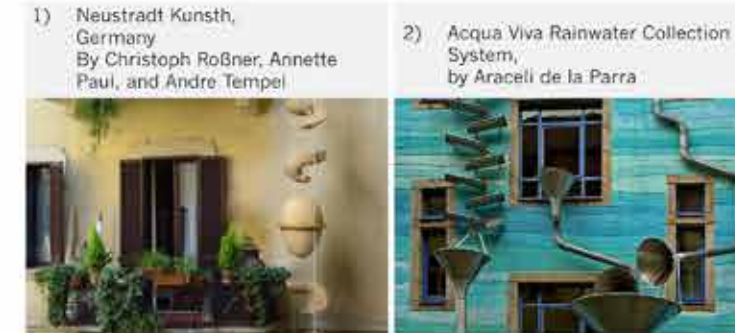 1) Neustradt Kunsth,
Germany
By Christoph Roßner, Annette
Paul, and Andre Tempel
2) Acqua Viva Rainwater Collection
System,
by Araceli de la Parra